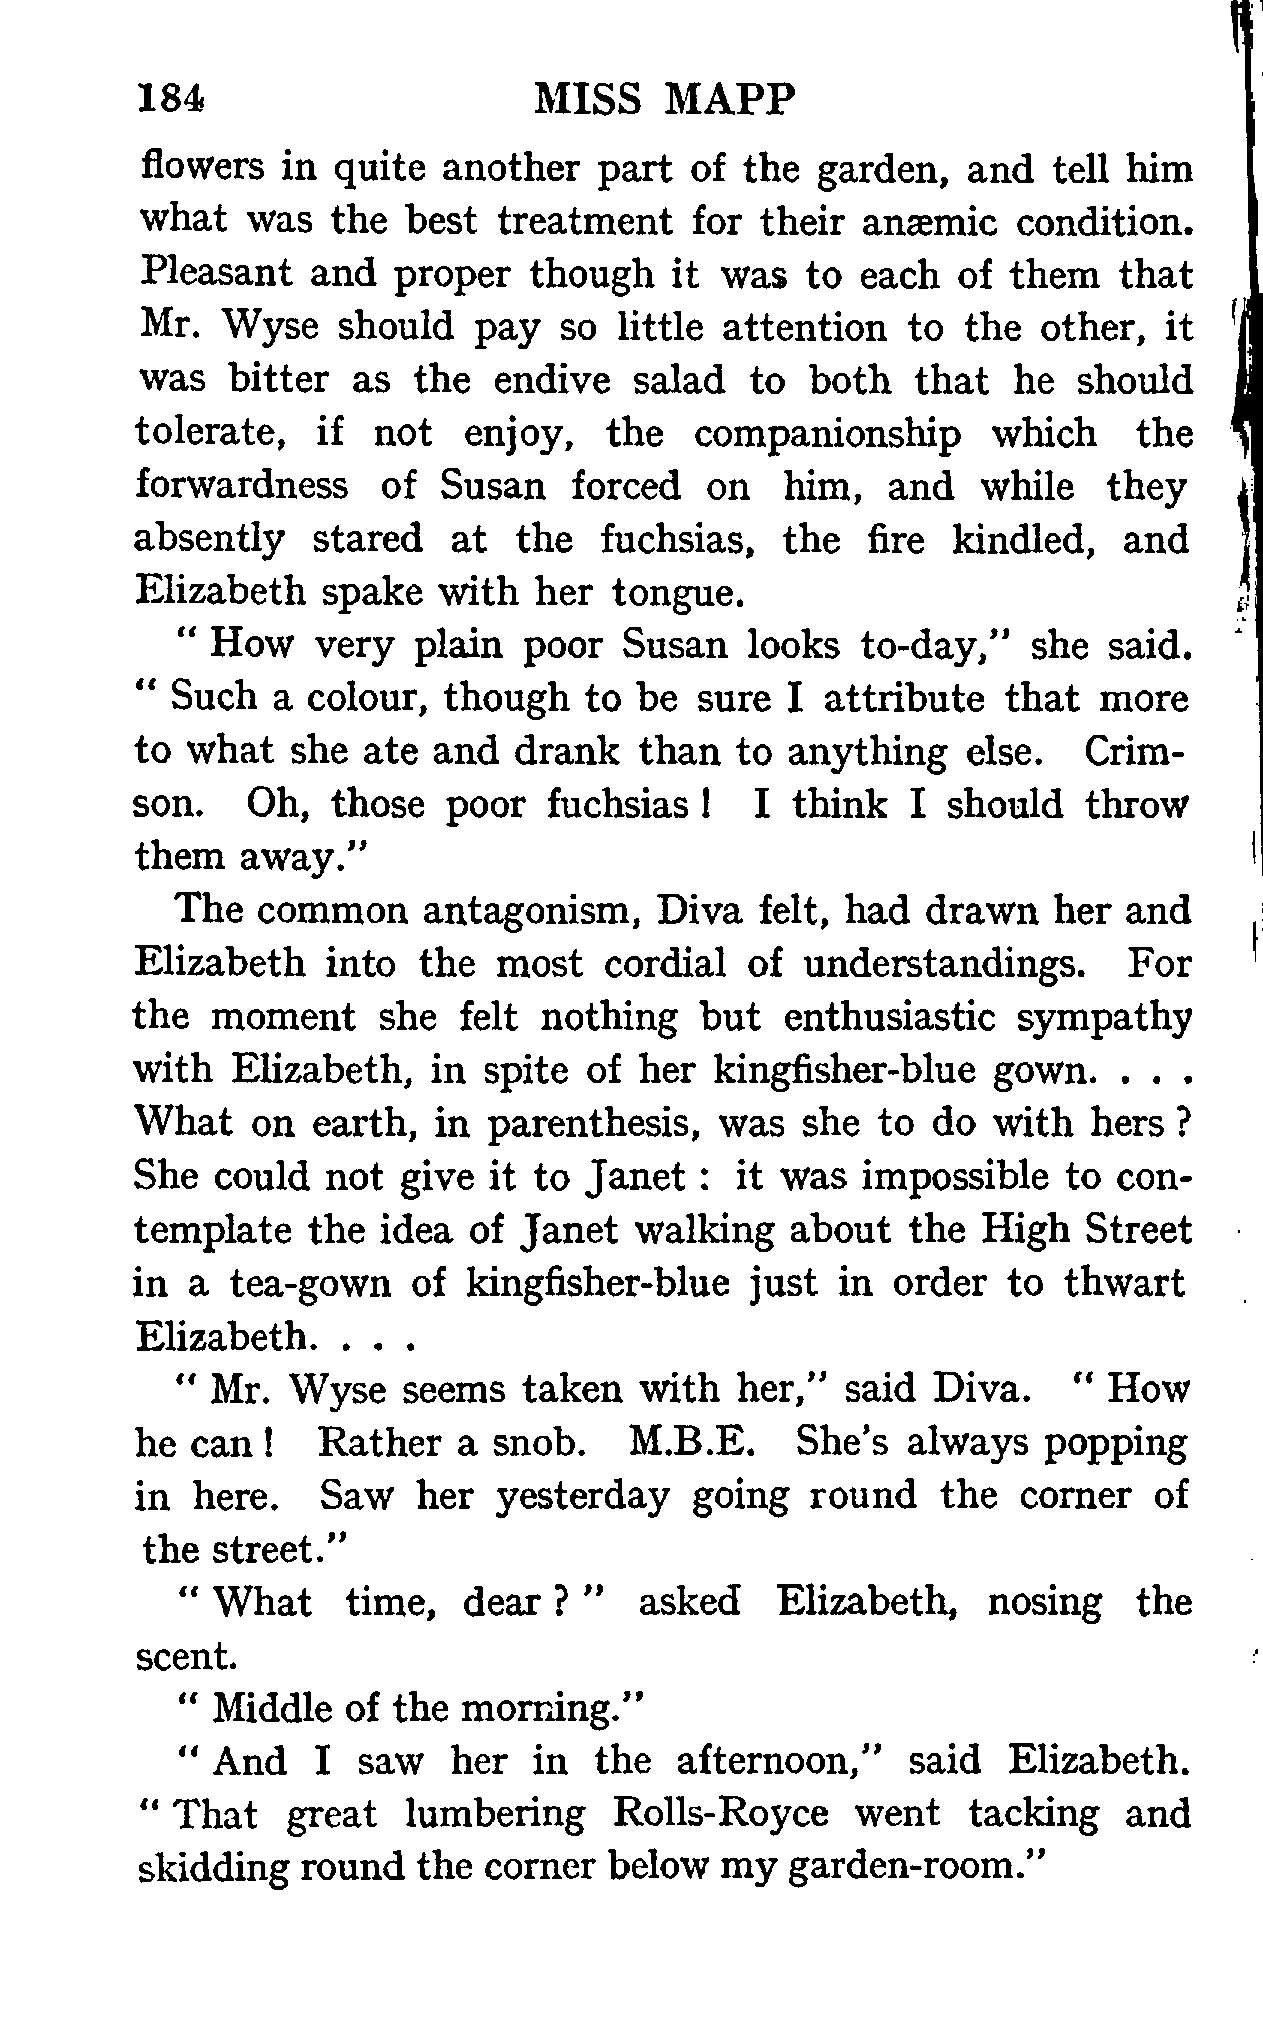 184 MISS MAPP
flowers in quite another part of the garden, and tell him
what was the best treatment for their anæmic condition.
Pleasant and proper though it was to each of them that
Mr. Wyse should pay so little attention to the other, it
was bitter as the endive salad to both that he should
tolerate, if not enjoy, the companionship which the
forwardness of Susan forced on him, and while they
absently stared at the fuchsias, the fire kindled, and
Elizabeth spake with her tongue.
" How very plain poor Susan looks to-day," she said.
" Such a colour, though to be sure I attribute that more
to what she ate and drank than to anything else. Crim-
son. Oh, those poor fuchsias ! I think I should throw
them away."
The common antagonism, Diva felt, had drawn her and
Elizabeth into the most cordial of understandings. For
the moment she felt nothing but enthusiastic sympathy
with Elizabeth, in spite of her kingfisher-blue gown. . . .
What on earth, in parenthesis, was she to do with hers ?
She could not give it to Janet : it was impossible to con-
template the idea of Janet walking about the High Street
in a tea-gown of kingfisher-blue just in order to thwart
Elizabeth. . . .
" Mr. Wyse seems taken with her," said Diva. " How
he can ! Rather a snob. M.B.E. She's always popping
in here. Saw her yesterday going round the corner of
the street."
" What time, dear ? " asked Elizabeth, nosing the
scent.
" Middle of the morning."
" And I saw her in the afternoon," said Elizabeth.
" That great lumbering Rolls-Royce went tacking and
skidding round the corner below my garden-room."